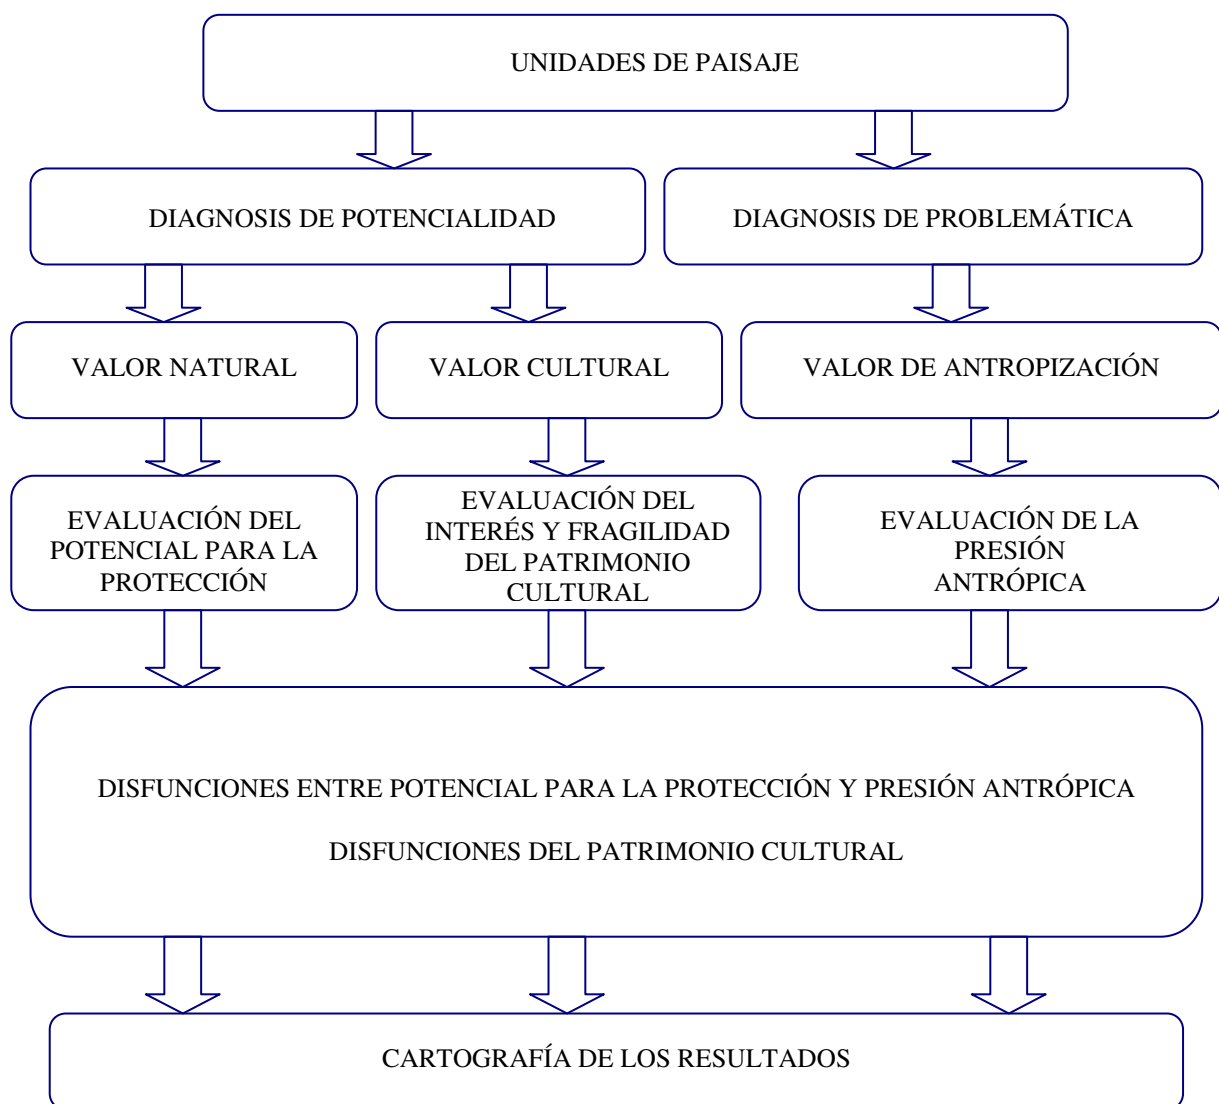 UNIDADES DE PAISAJE
DIAGNOSIS DE POTENCIALIDAD
DIAGNOSIS DE PROBLEMÁTICA
VALOR NATURAL
VALOR CULTURAL
VALOR DE ANTROPIZACIÓN
EVALUACIÓN DEL
POTENCIAL PARA LA
PROTECCIÓN
EVALUACIÓN DEL
INTERÉS Y FRAGILIDAD
DEL PATRIMONIO
CULTURAL
EVALUACIÓN DE LA
PRESIÓN
ANTRÓPICA
DISFUNCIONES ENTRE POTENCIAL PARA LA PROTECCIÓN Y PRESIÓN ANTRÓPICA
DISFUNCIONES DEL PATRIMONIO CULTURAL
CARTOGRAFÍA DE LOS RESULTADOS